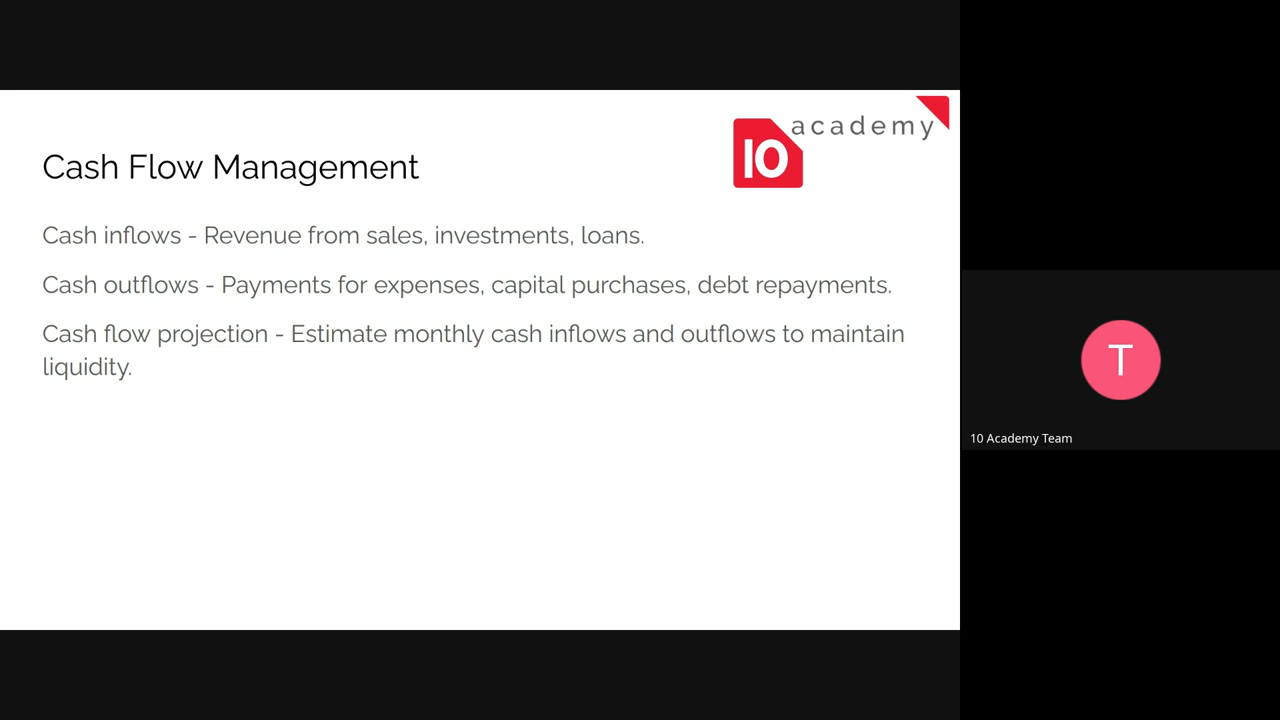 10 academy
Cash Flow Management
Cash inflows - Revenue from sales, investments, loans.
Cash outflows - Payments for expenses, capital purchases, debt repayments.
Cash flow projection - Estimate monthly cash inflows and outflows to maintain
liquidity.
T
10 Academy Team